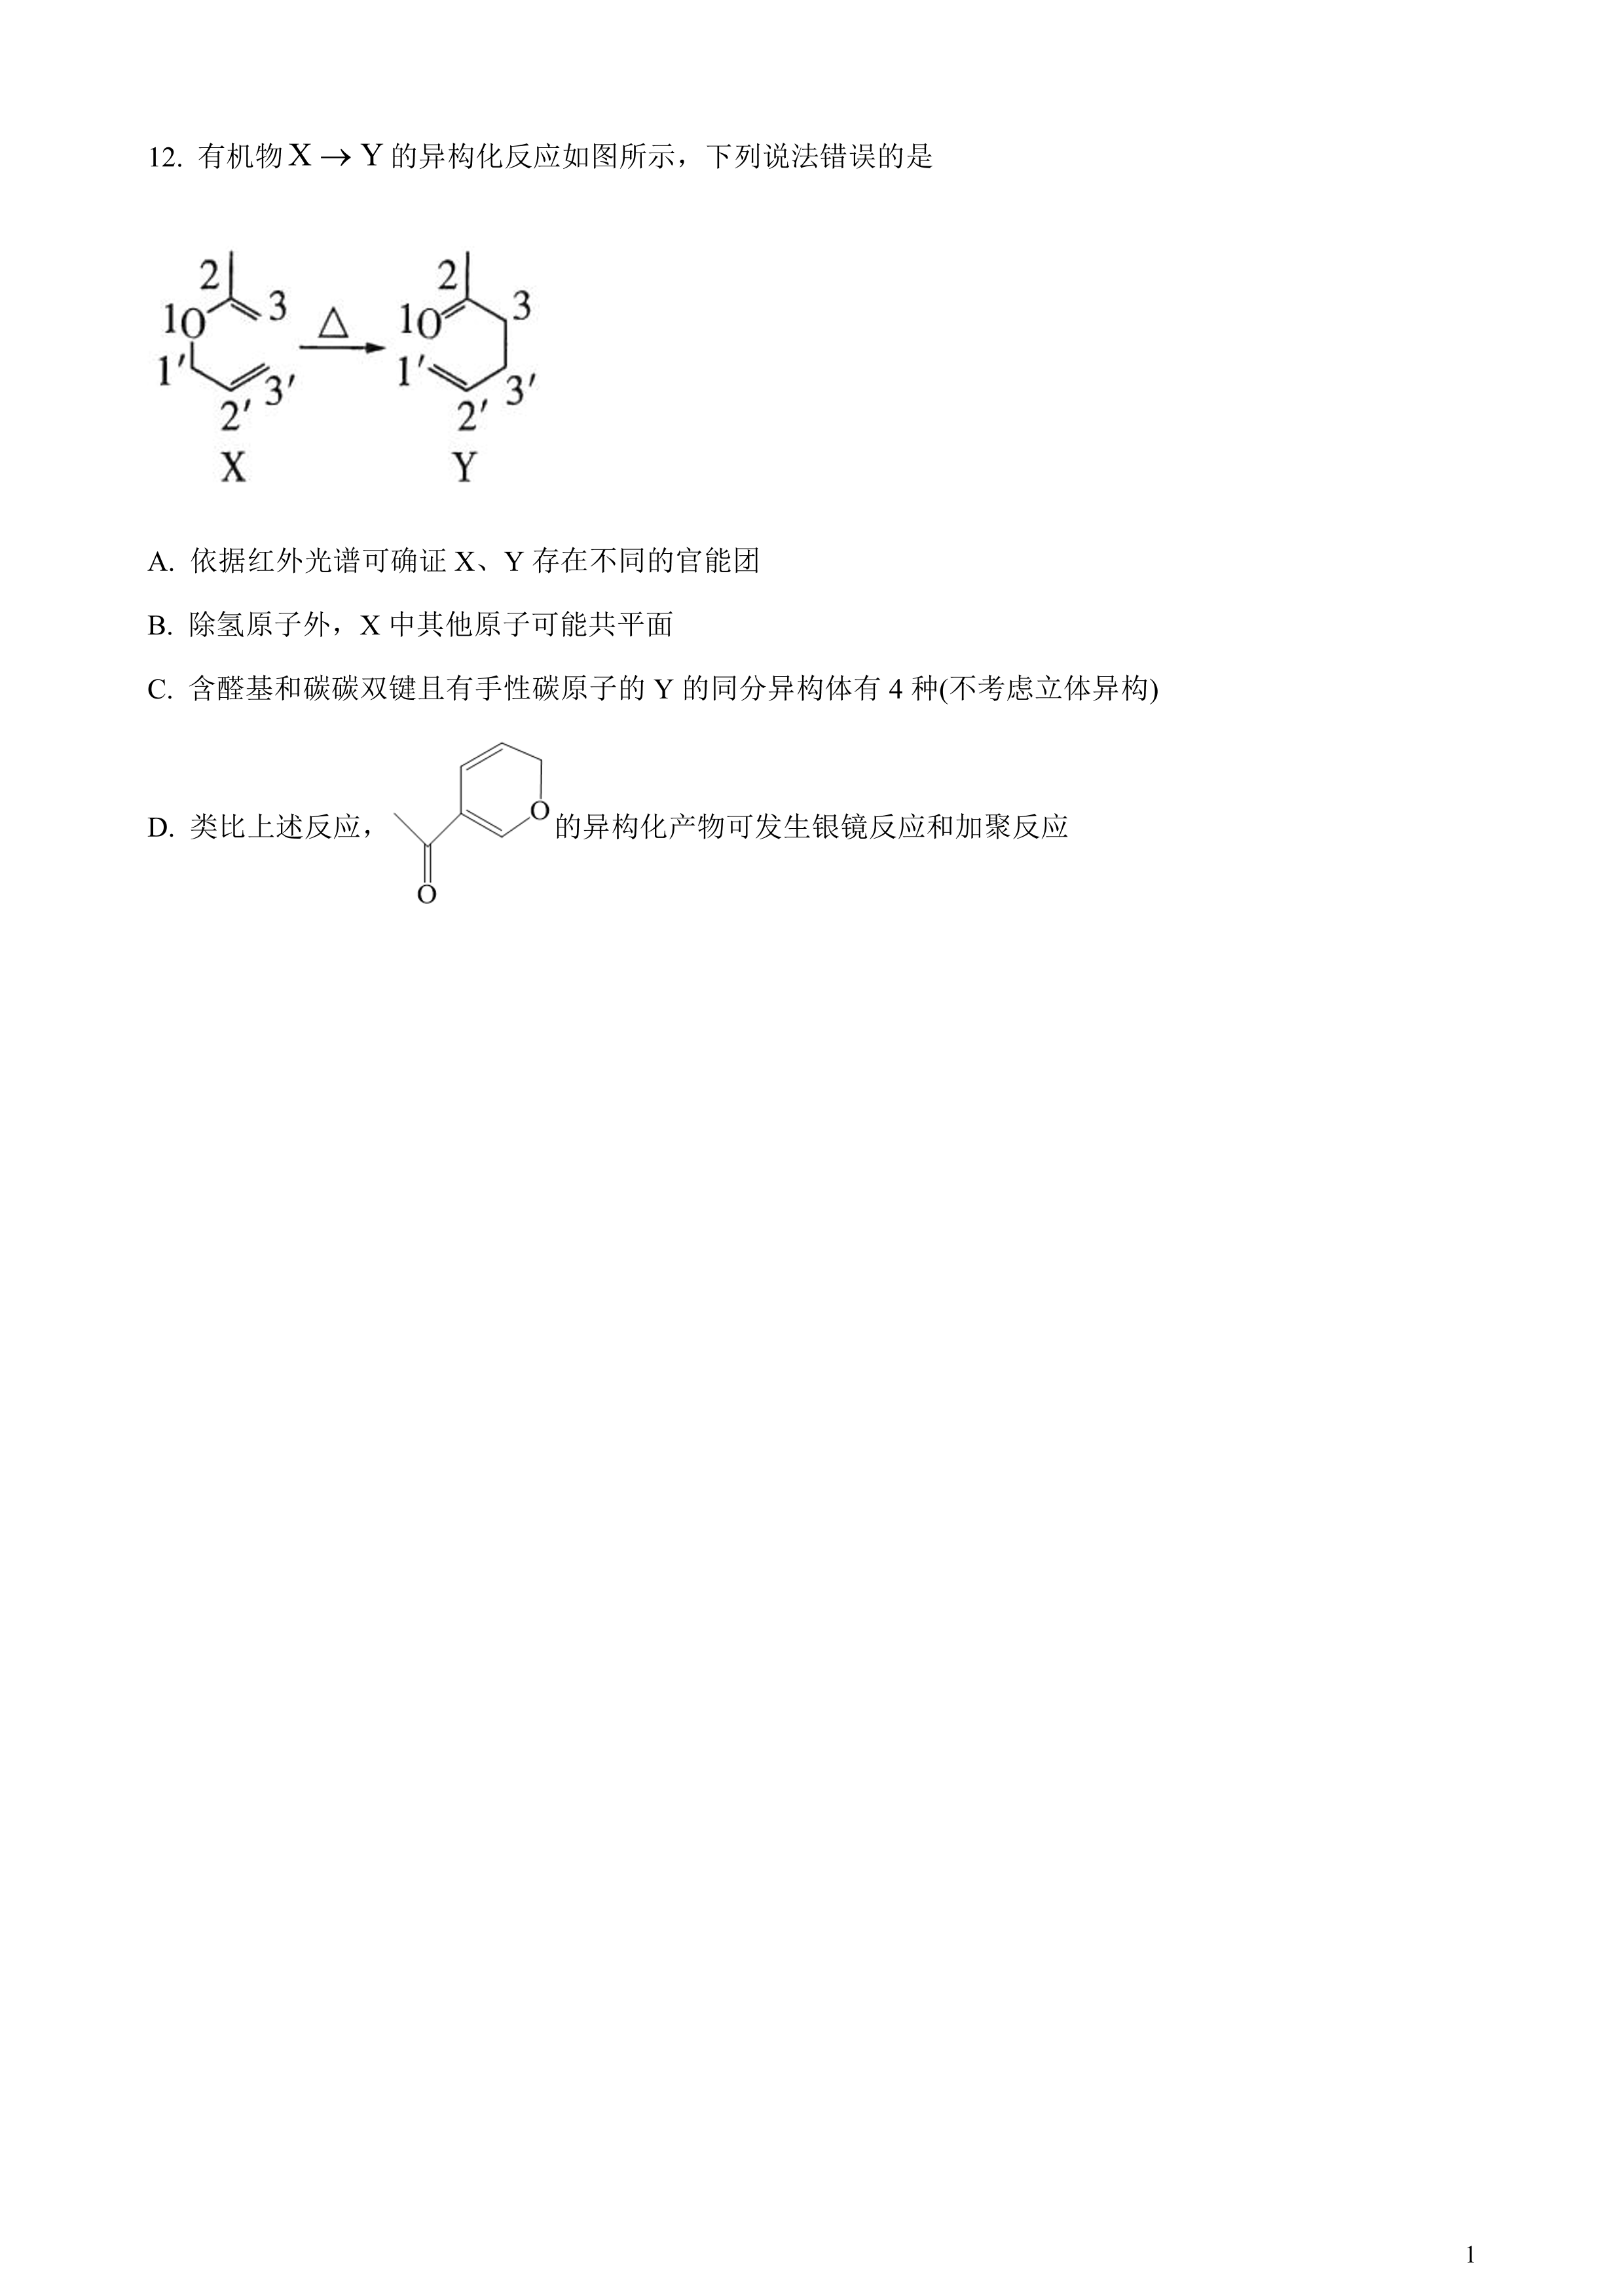 12. 有机物 X → Y 的异构化反应如图所示，下列说法错误的是
2 2
1O 3 △ 1O 3
1′ 3′ 1′ 3′
2′ 2′
X Y
A. 依据红外光谱可确证 X、Y 存在不同的官能团
B. 除氢原子外，X 中其他原子可能共平面
C. 含醛基和碳碳双键且有手性碳原子的 Y 的同分异构体有 4 种(不考虑立体异构)
D. 类比上述反应， O 的异构化产物可发生银镜反应和加聚反应
O
1